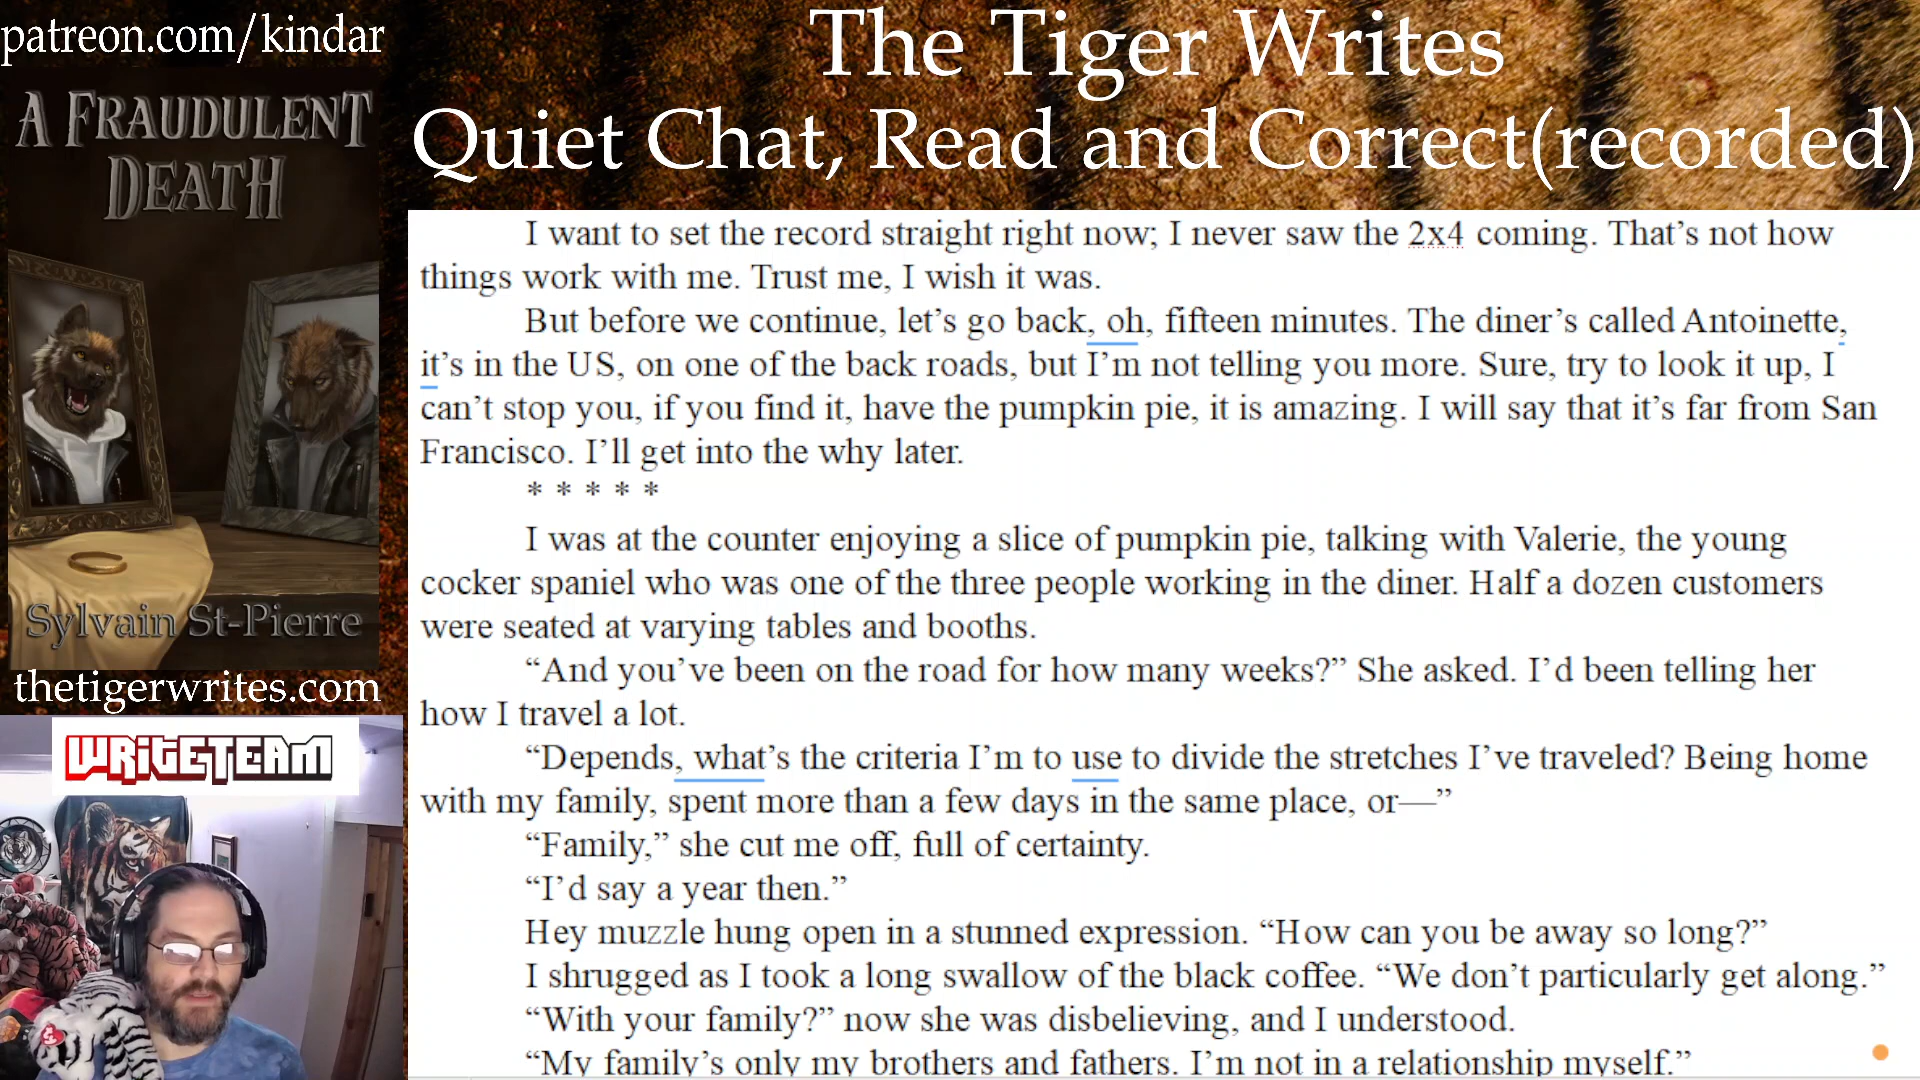 patreon.com/kindar
The Tiger Writes
Quiet Chat, Read and Correct(recorded)
A FRAUDULENT
DEATH
Sylvain St-Pierre
thetigerwrites.com
WRITETEAM
I want to set the record straight right now; I never saw the 2x4 coming. That’s not how
things work with me. Trust me, I wish it was.
But before we continue, let’s go back, oh, fifteen minutes. The diner’s called Antoinette,
it’s in the US, on one of the back roads, but I’m not telling you more. Sure, try to look it up, I
can’t stop you, if you find it, have the pumpkin pie, it is amazing. I will say that it’s far from San
Francisco. I’ll get into the why later.
* * * * *
I was at the counter enjoying a slice of pumpkin pie, talking with Valerie, the young
cocker spaniel who was one of the three people working in the diner. Half a dozen customers
were seated at varying tables and booths.
“And you’ve been on the road for how many weeks?” She asked. I’d been telling her
how I travel a lot.
“Depends, what’s the criteria I’m to use to divide the stretches I’ve traveled? Being home
with my family, spent more than a few days in the same place, or—”
“Family,” she cut me off, full of certainty.
“I’d say a year then.”
Hey muzzle hung open in a stunned expression. “How can you be away so long?”
I shrugged as I took a long swallow of the black coffee. “We don’t particularly get along.”
“With your family?” now she was disbelieving, and I understood.
“My family’s only my brothers and fathers. I’m not in a relationship myself.”